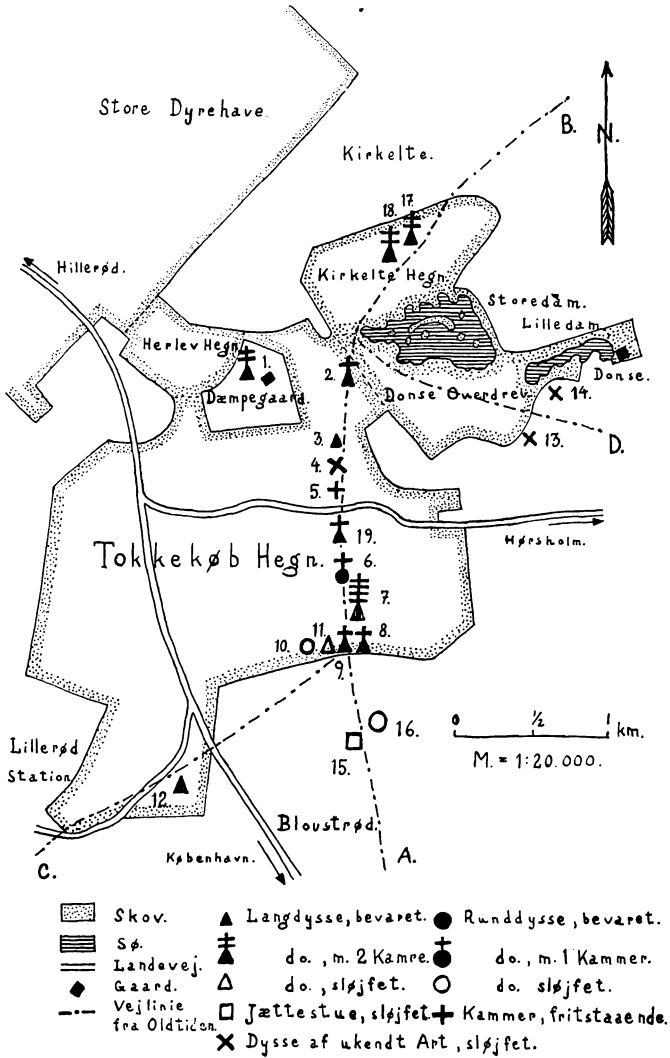 Store Dyrehave.
Kirkelte.
B.
N.
17.
18.
Hillerød.
Kirkelte Hegn.
Storedam.
Lilledam.
Herlev Hegn.
1.
2.
Donse.
Dæmpegaard.
Donse Overdrev.
14.
3.
13.
D.
4.
5.
19.
Hørsholm.
Tokkekøb Hegn.
6.
7.
11.
8.
10.
9.
16.
0
½
1
km.
Lillerød
Station.
15.
M. = 1:20.000.
12.
Bloustrød.
København.
A.
C.
Skov.
Langdysse, bevaret.
Runddysse, bevaret.
Sø.
do., m. 2 Kamre.
do., m. 1 Kammer.
Landevej.
Gaard.
do., sløjfet.
do. sløjfet.
Vejlinie
fra Oldtiden.
Jættestue, sløjfet.
Kammer, fritstaaende.
Dysse af ukendt Art, sløjfet.